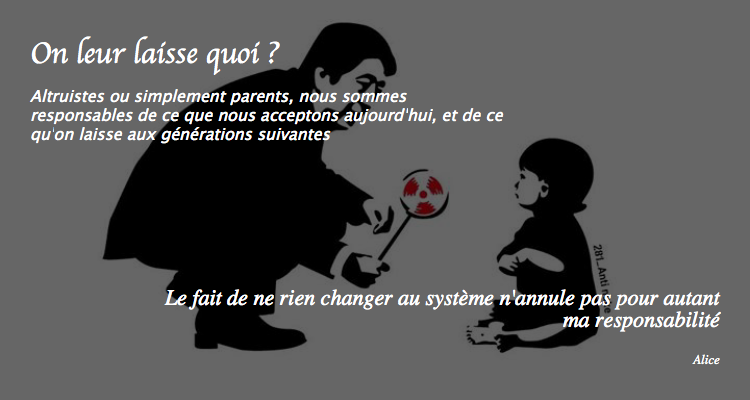 On leur laisse quoi ?
Altruistes ou simplement parents, nous sommes
responsables de ce que nous acceptons aujourd'hui, et de ce
qu'on laisse aux générations suivantes
281_Anti
Le fait de ne rien changer au système n'annule pas pour autant
ma responsabilité
Alice